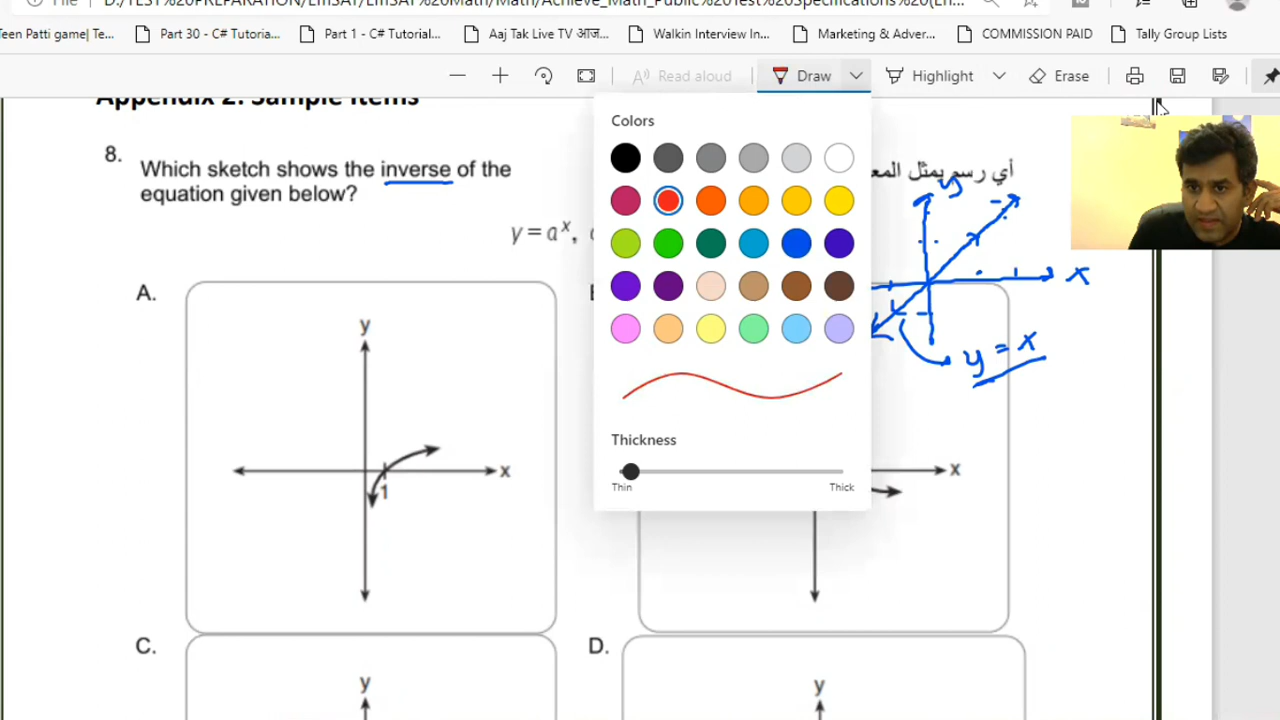 Teen Patti game| Te...
Part 30 - C# Tutoria...
Part 1 - C# Tutorial...
Aaj Tak Live TV आज...
Walkin Interview In...
Marketing & Adver...
COMMISSION PAID
Tally Group Lists
Read aloud
Draw
Highlight
Erase
Appendix 2: Sample Items
Colors
8.
Which sketch shows the inverse of the
equation given below?
أي رسم يمثل
y = aˣ,
y
x
y = x
A.
y
x
1
x
Thickness
Thin
Thick
C.
y
D.
y